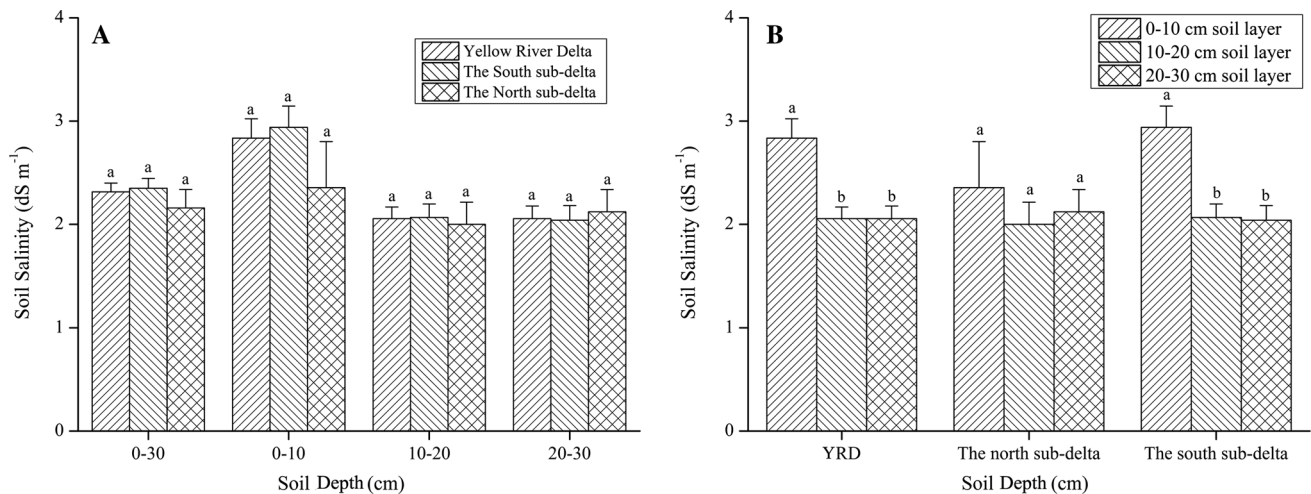 A
Yellow River Delta
The South sub-delta
The North sub-delta
Soil Salinity (dS m⁻¹)
4
3
2
1
0
a a a
a a a
a a a
a a a
0-30 0-10 10-20 20-30
Soil Depth (cm)
B
0-10 cm soil layer
10-20 cm soil layer
20-30 cm soil layer
Soil Salinity (dS m⁻¹)
4
3
2
1
0
a b b
a a a
a b b
YRD The north sub-delta The south sub-delta
Soil Depth (cm)